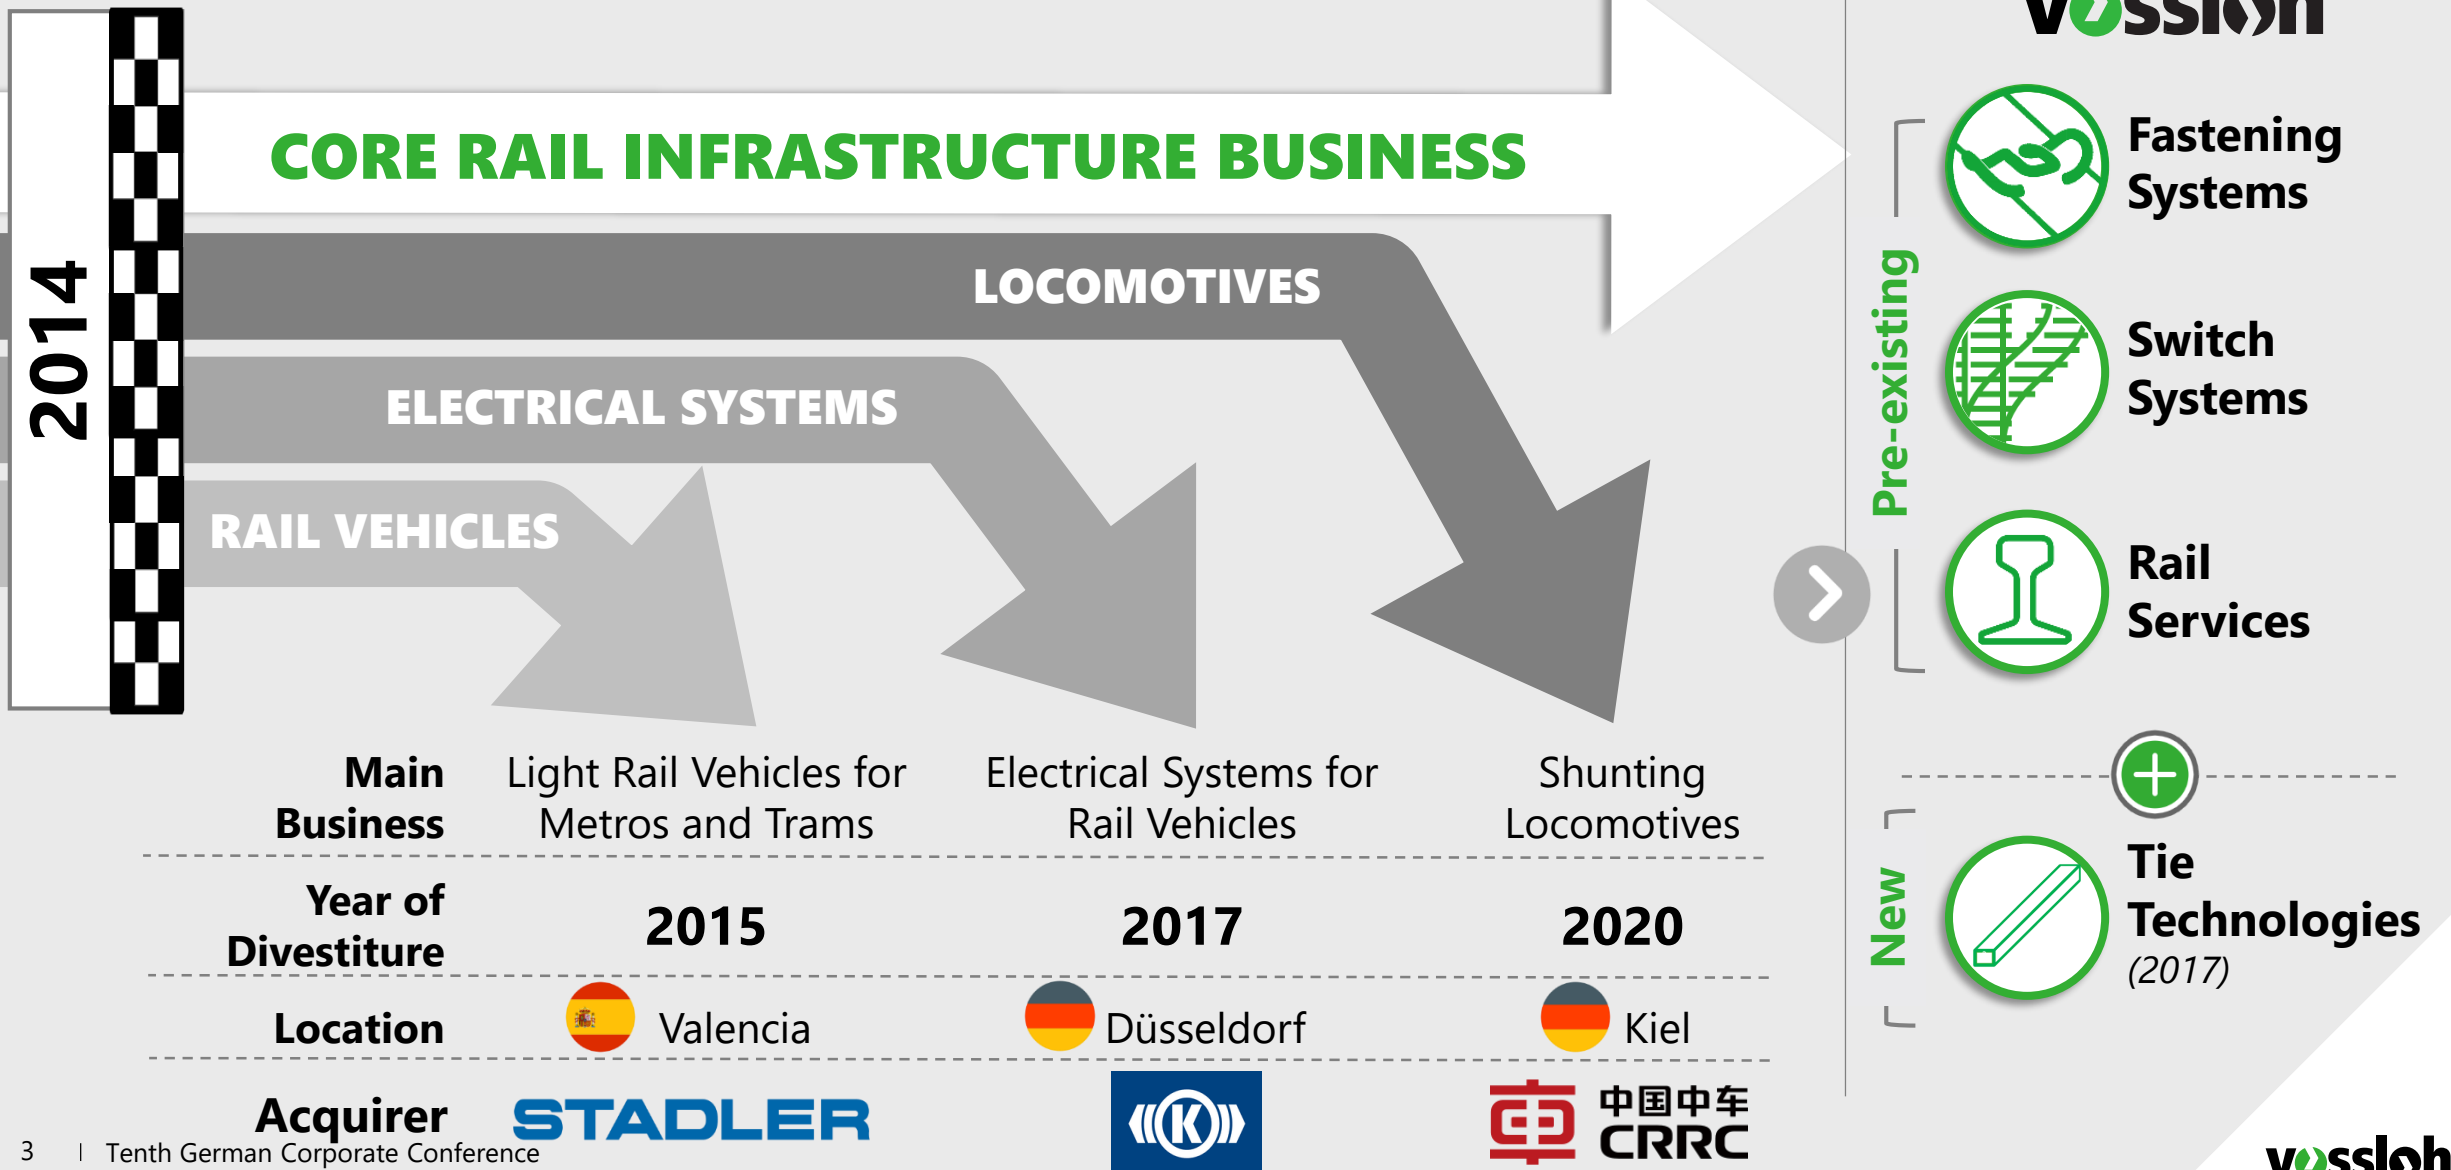 2014
CORE RAIL INFRASTRUCTURE BUSINESS
LOCOMOTIVES
ELECTRICAL SYSTEMS
RAIL VEHICLES
Main
Business
Light Rail Vehicles for
Metros and Trams
Electrical Systems for
Rail Vehicles
Shunting
Locomotives
Year of
Divestiture
2015
2017
2020
Location
Valencia
Düsseldorf
Kiel
Acquirer
STADLER
K
中国中车
CRRC
vossloh
Pre-existing
Fastening
Systems
Switch
Systems
Rail
Services
New
Tie
Technologies
(2017)
3 | Tenth German Corporate Conference
vossloh